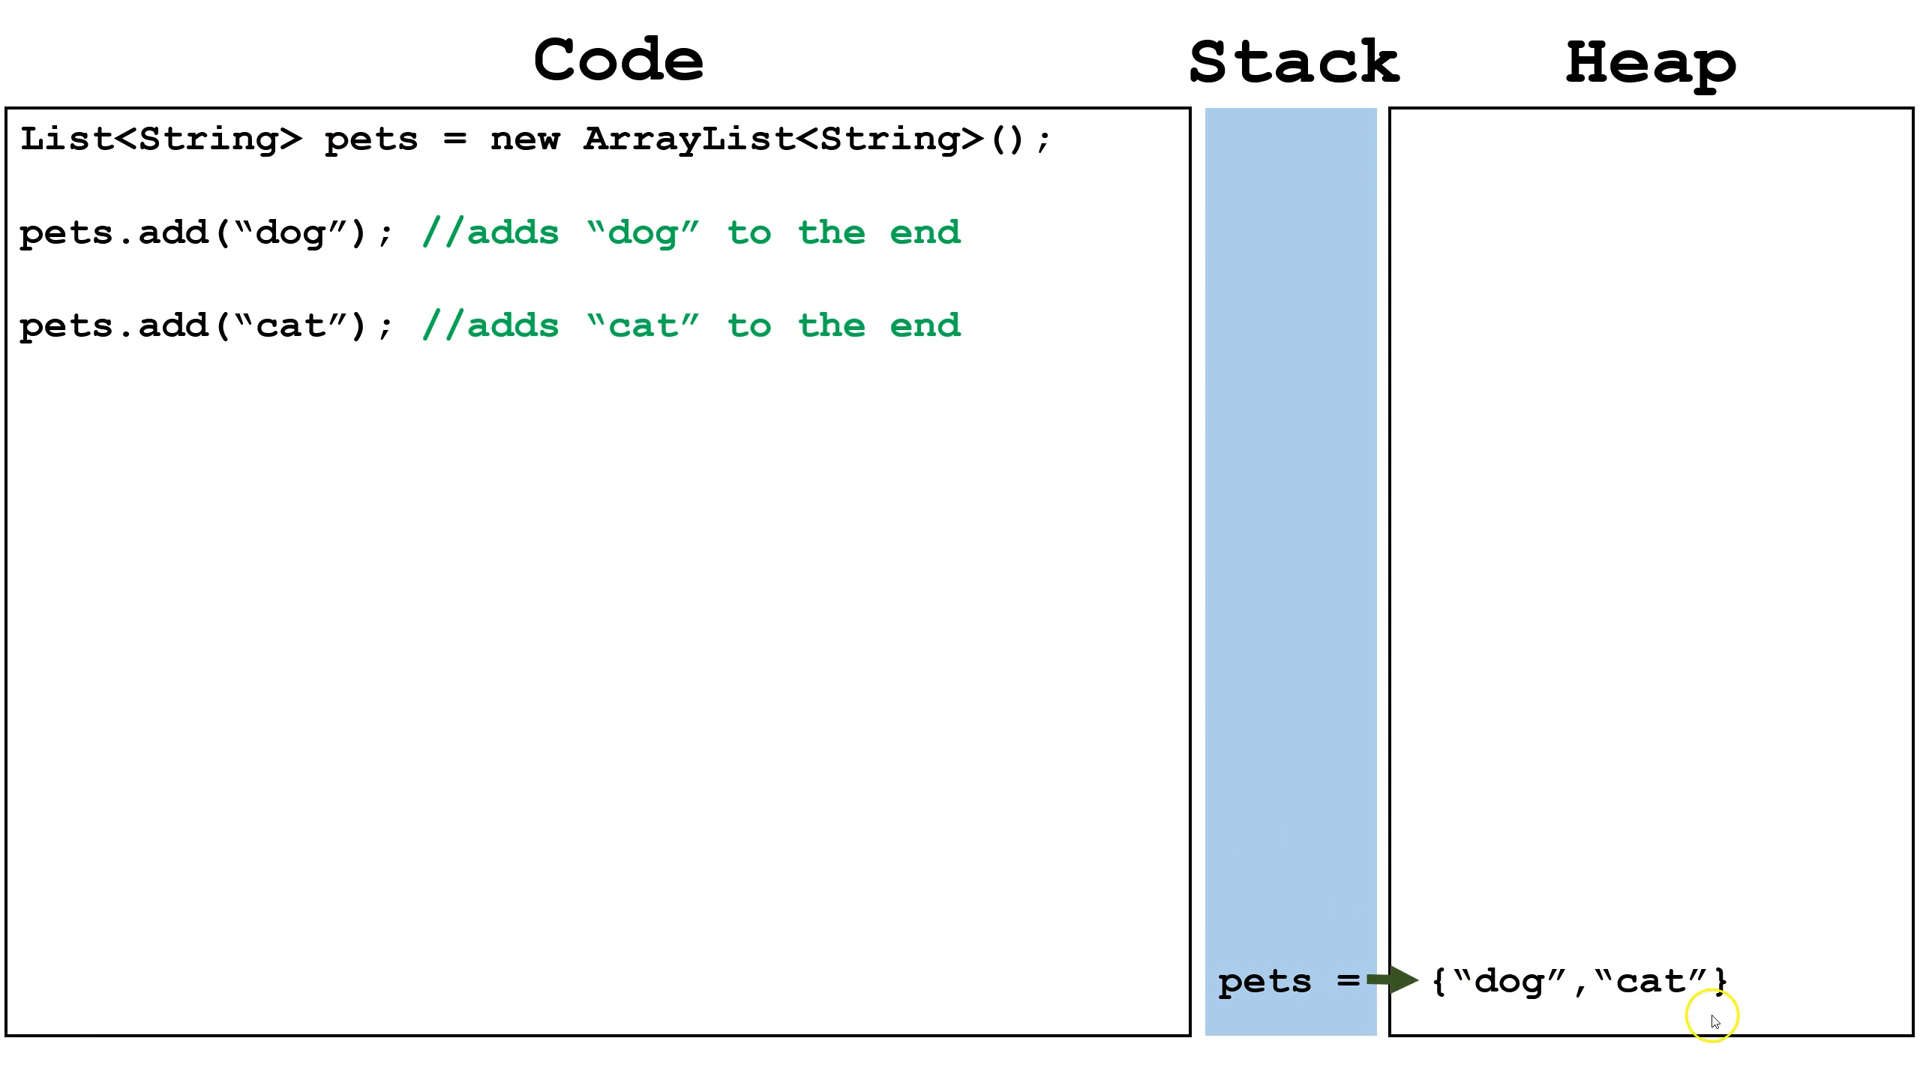 Code
Stack
Heap
List<String> pets = new ArrayList<String>();
pets.add(“dog”); //adds “dog” to the end
pets.add(“cat”); //adds “cat” to the end
pets =
{“dog”,“cat”}